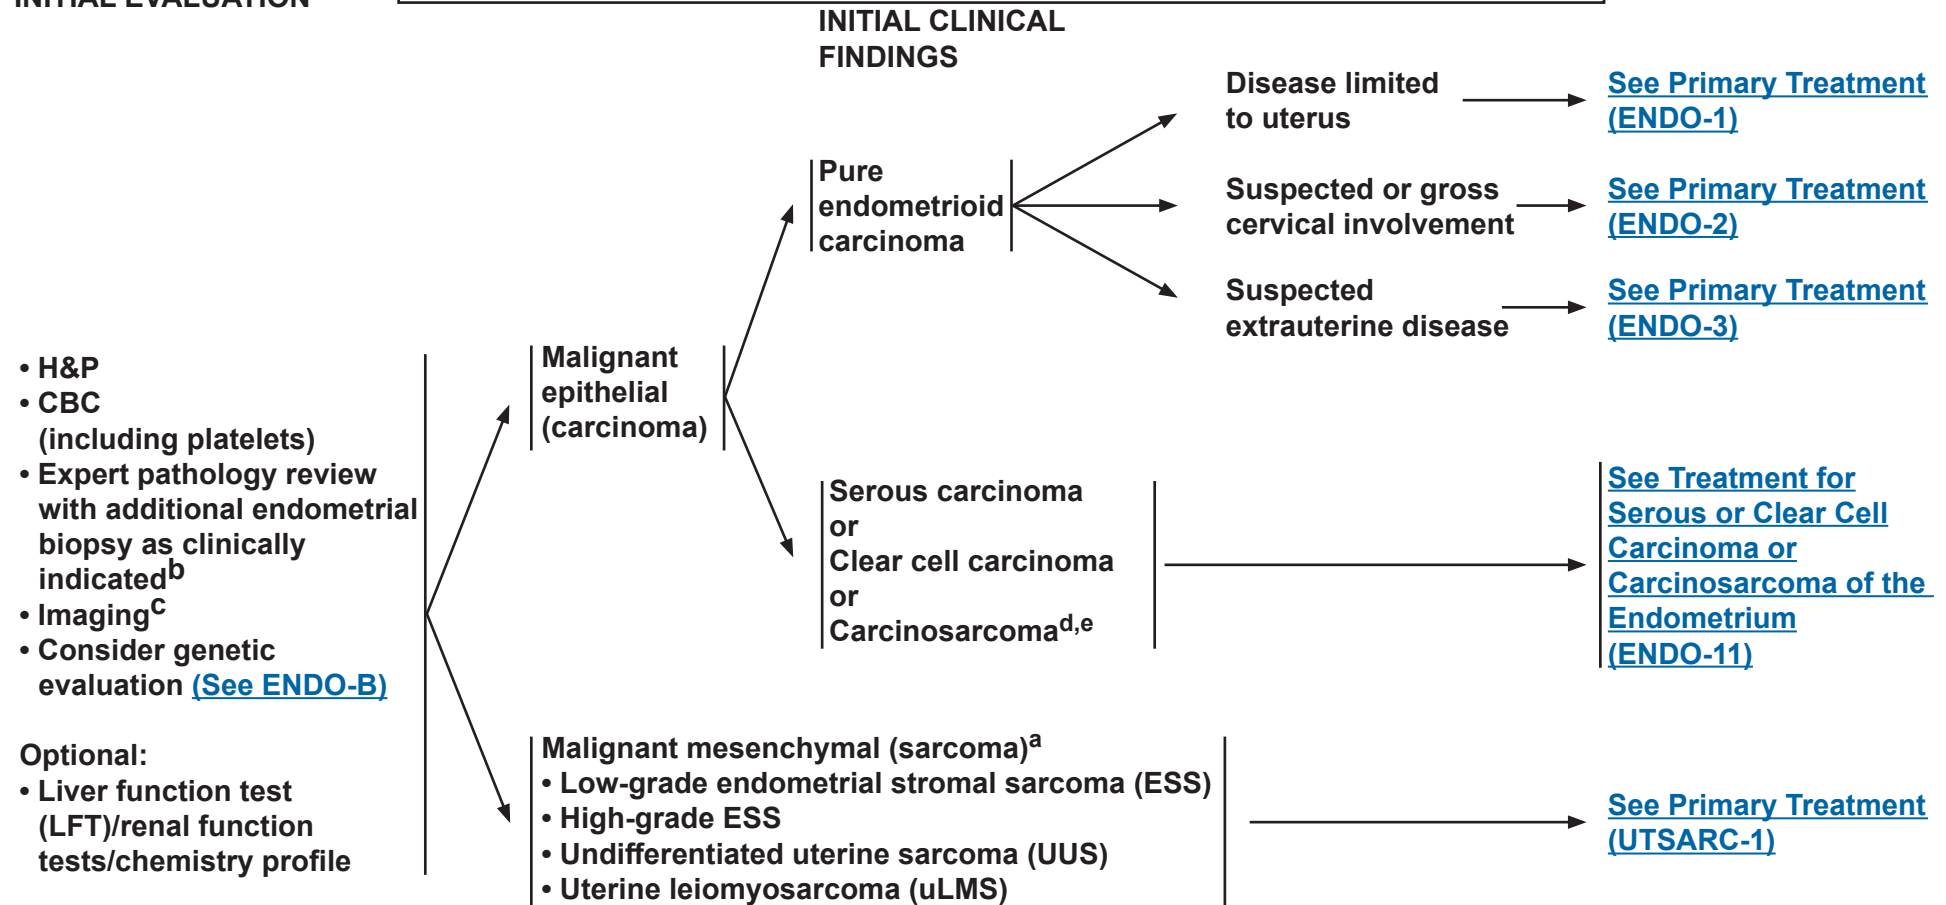 INITIAL EVALUATION
INITIAL CLINICAL
FINDINGS
• H&P
• CBC
(including platelets)
• Expert pathology review
with additional endometrial
biopsy as clinically
indicatedb
• Imagingc
• Consider genetic
evaluation (See ENDO-B)
Optional:
• Liver function test
(LFT)/renal function
tests/chemistry profile
Malignant
epithelial
(carcinoma)
Pure
endometrioid
carcinoma
Disease limited
to uterus
See Primary Treatment
(ENDO-1)
Suspected or gross
cervical involvement
See Primary Treatment
(ENDO-2)
Suspected
extrauterine disease
See Primary Treatment
(ENDO-3)
Serous carcinoma
or
Clear cell carcinoma
or
Carcinosarcomad,e
See Treatment for
Serous or Clear Cell
Carcinoma or
Carcinosarcoma of the
Endometrium
(ENDO-11)
Malignant mesenchymal (sarcoma)a
• Low-grade endometrial stromal sarcoma (ESS)
• High-grade ESS
• Undifferentiated uterine sarcoma (UUS)
• Uterine leiomyosarcoma (uLMS)
See Primary Treatment
(UTSARC-1)